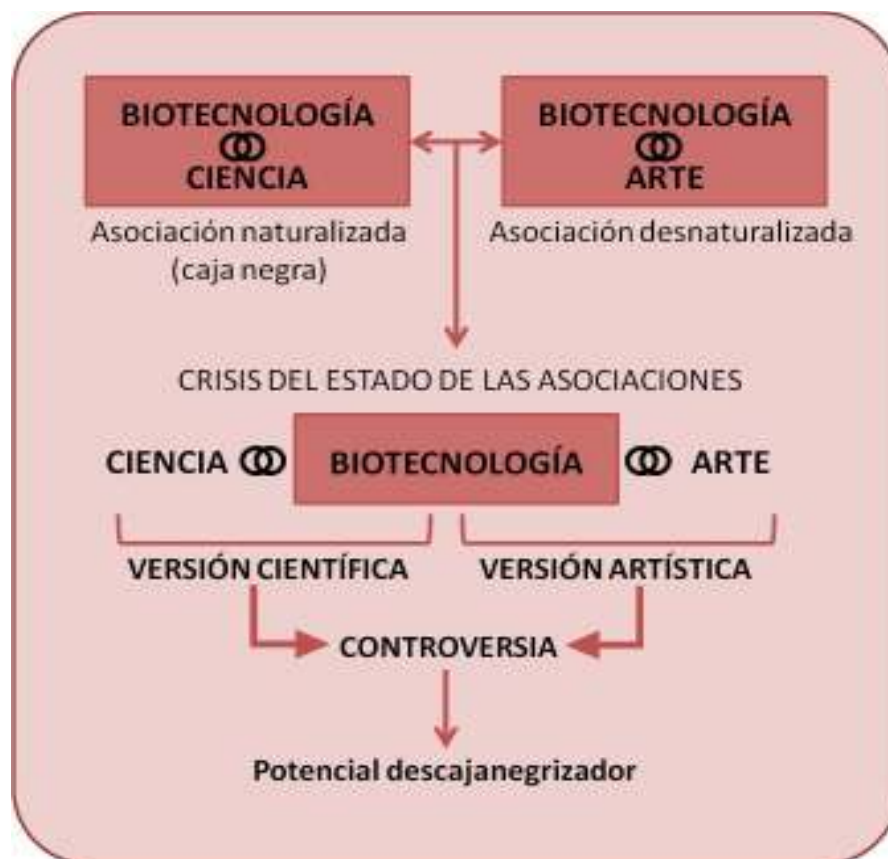 BIOTECNOLOGÍA
CIENCIA
Asociación naturalizada
(caja negra)
BIOTECNOLOGÍA
ARTE
Asociación desnaturalizada
CRISIS DEL ESTADO DE LAS ASOCIACIONES
CIENCIA BIOTECNOLOGÍA ARTE
VERSIÓN CIENTÍFICA VERSIÓN ARTÍSTICA
CONTROVERSIA
Potencial descajanegrizador